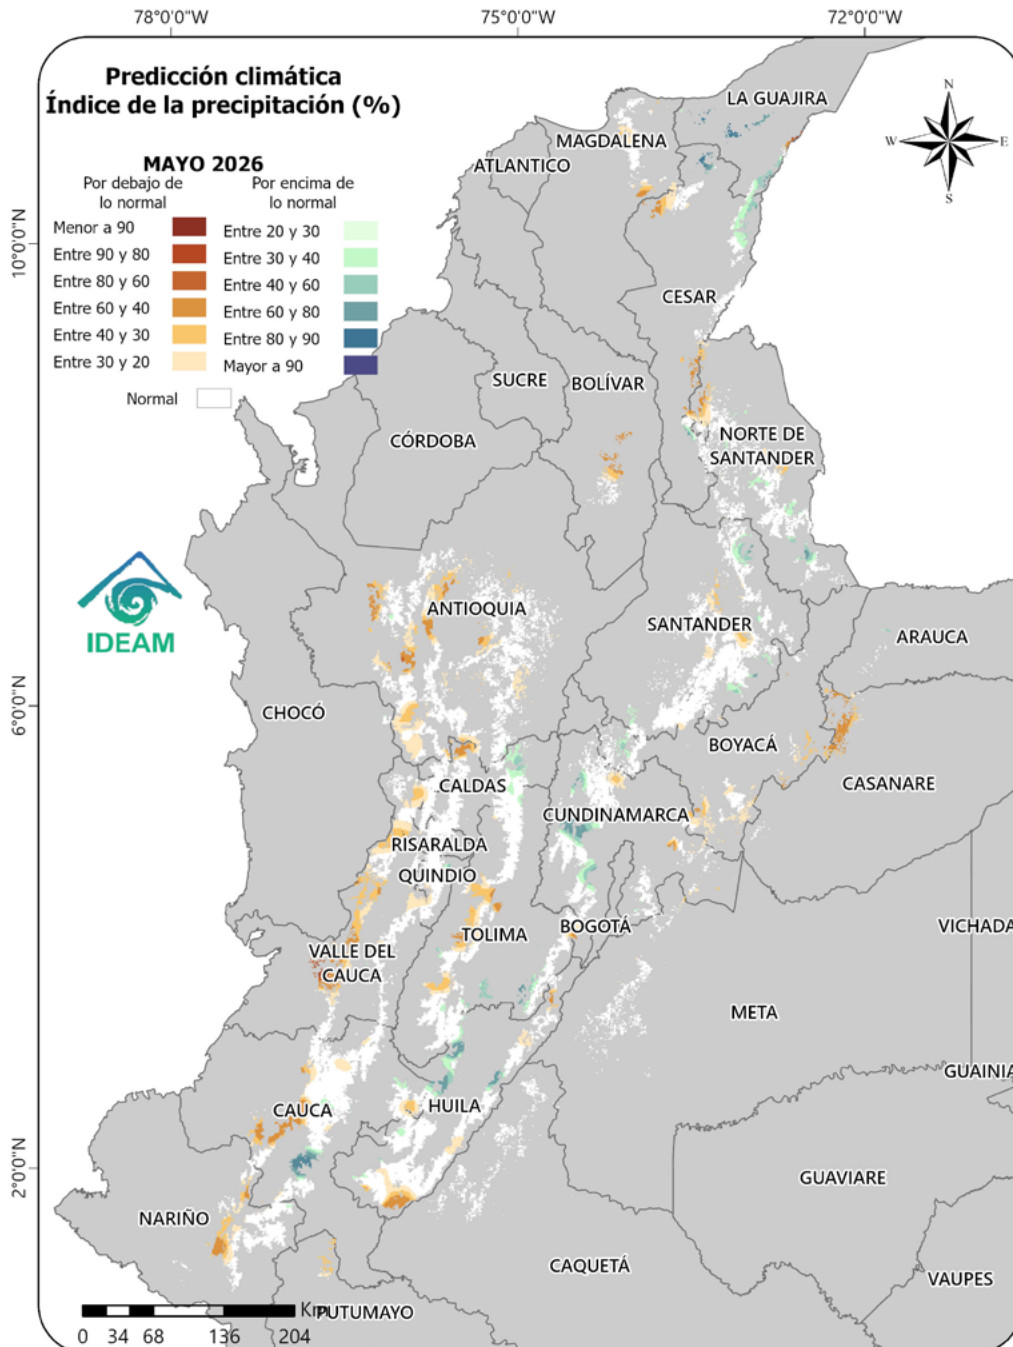 78°0'0"W
75°0'0"W
72°0'0"W
Predicción climática
Índice de la precipitación (%)
MAYO 2026
Por debajo de
lo normal
Menor a 90
Entre 90 y 80
Entre 80 y 60
Entre 60 y 40
Entre 40 y 30
Entre 30 y 20
Por encima de
lo normal
Entre 20 y 30
Entre 30 y 40
Entre 40 y 60
Entre 60 y 80
Entre 80 y 90
Mayor a 90
Normal
N
W
E
S
10°0'0"N
6°0'0"N
2°0'0"N
LA GUAJIRA
MAGDALENA
ATLANTICO
CESAR
SUCRE
BOLÍVAR
CÓRDOBA
NORTE DE
SANTANDER
IDEAM
ANTIOQUIA
SANTANDER
ARAUCA
CHOCÓ
BOYACÁ
CALDAS
CASANARE
CUNDINAMARCA
RISARALDA
QUINDIO
VICHADA
BOGOTÁ
TOLIMA
VALLE DEL
CAUCA
META
GUAINIA
CAUCA
HUILA
GUAVIARE
NARIÑO
CAQUETÁ
VAUPES
PUTUMAYO
Km
0 34 68 136 204